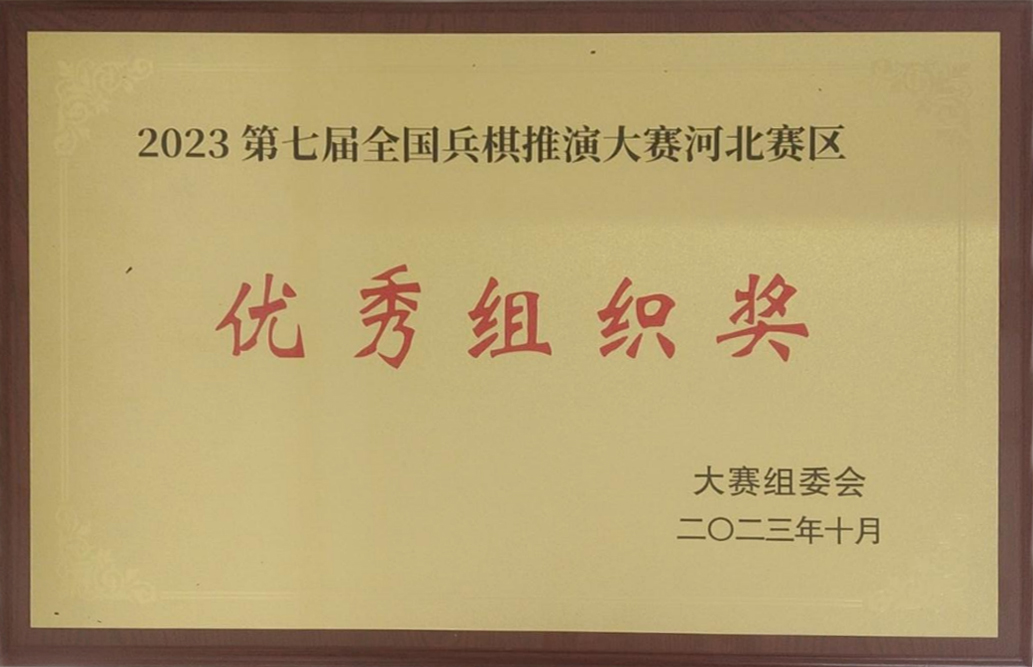 2023 第七届全国兵棋推演大赛河北赛区
优秀组织奖
大赛组委会
二〇二三年十月